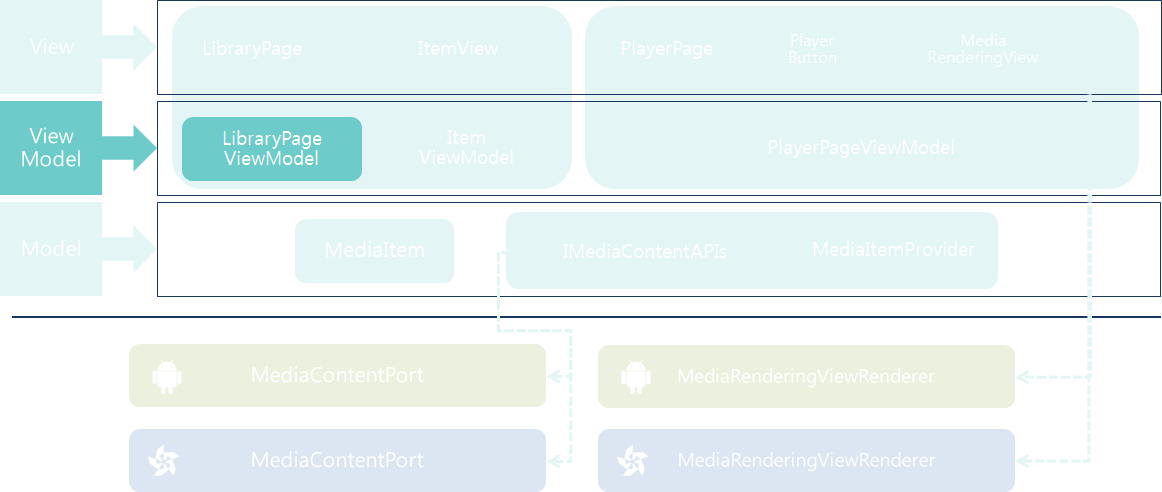 View
LibraryPage
ItemView
PlayerPage
Player
Button
Media
RenderingView
View
Model
LibraryPage
ViewModel
Item
ViewModel
PlayerPageViewModel
Model
MediaItem
IMediaContentAPIs
MediaItemProvider
MediaContentPort
MediaRenderingViewRenderer
MediaContentPort
MediaRenderingViewRenderer